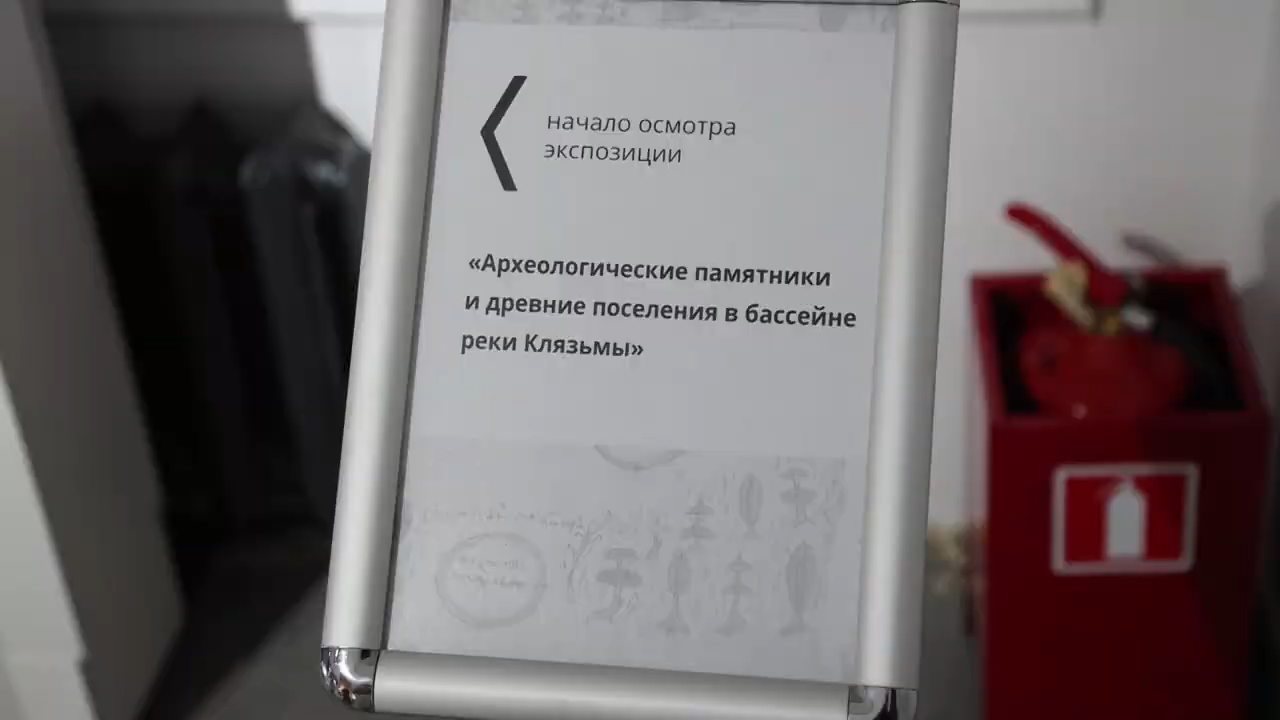 начало осмотра
экспозиции
«Археологические памятники
и древние поселения в бассейне
реки Клязьмы»